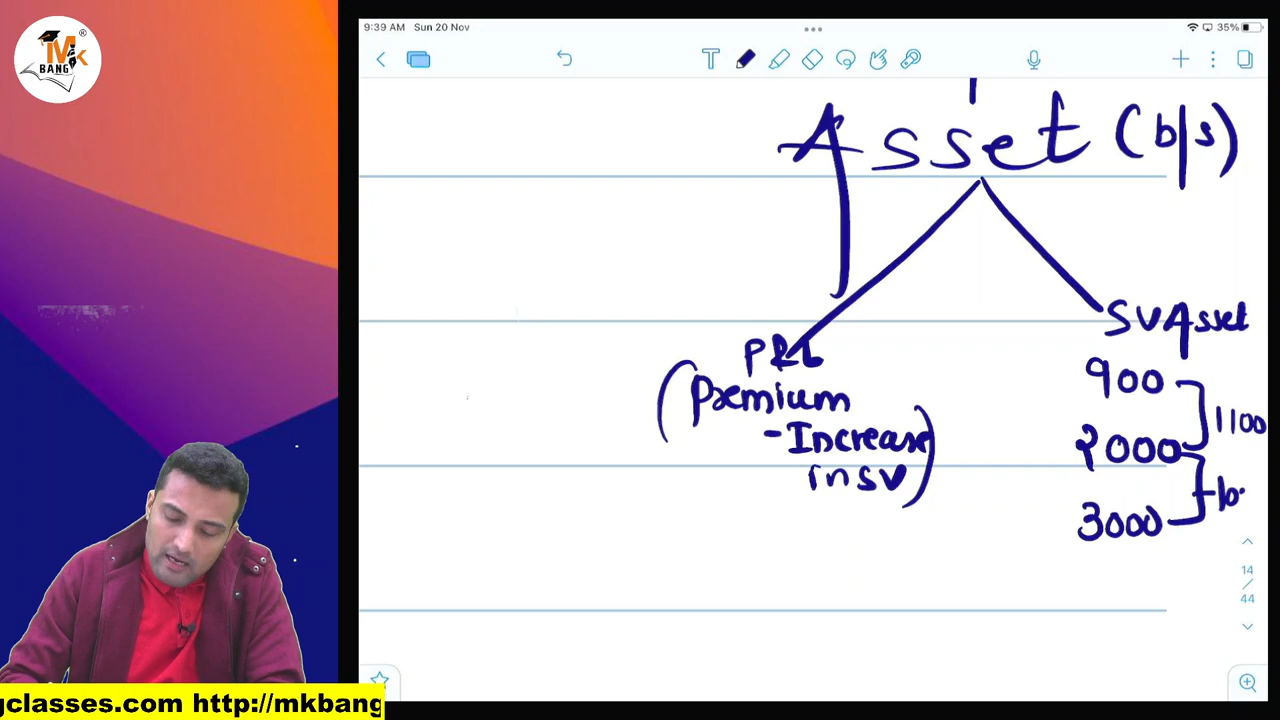 MK
BANG
®
9:39 AM Sun 20 Nov
35%
T
Asset (b/s)
P&L
(Premium
- Increase
in SV)
SV Asset
900
1100
2000
3000
14
/
44
gclasses.com http://mkbang